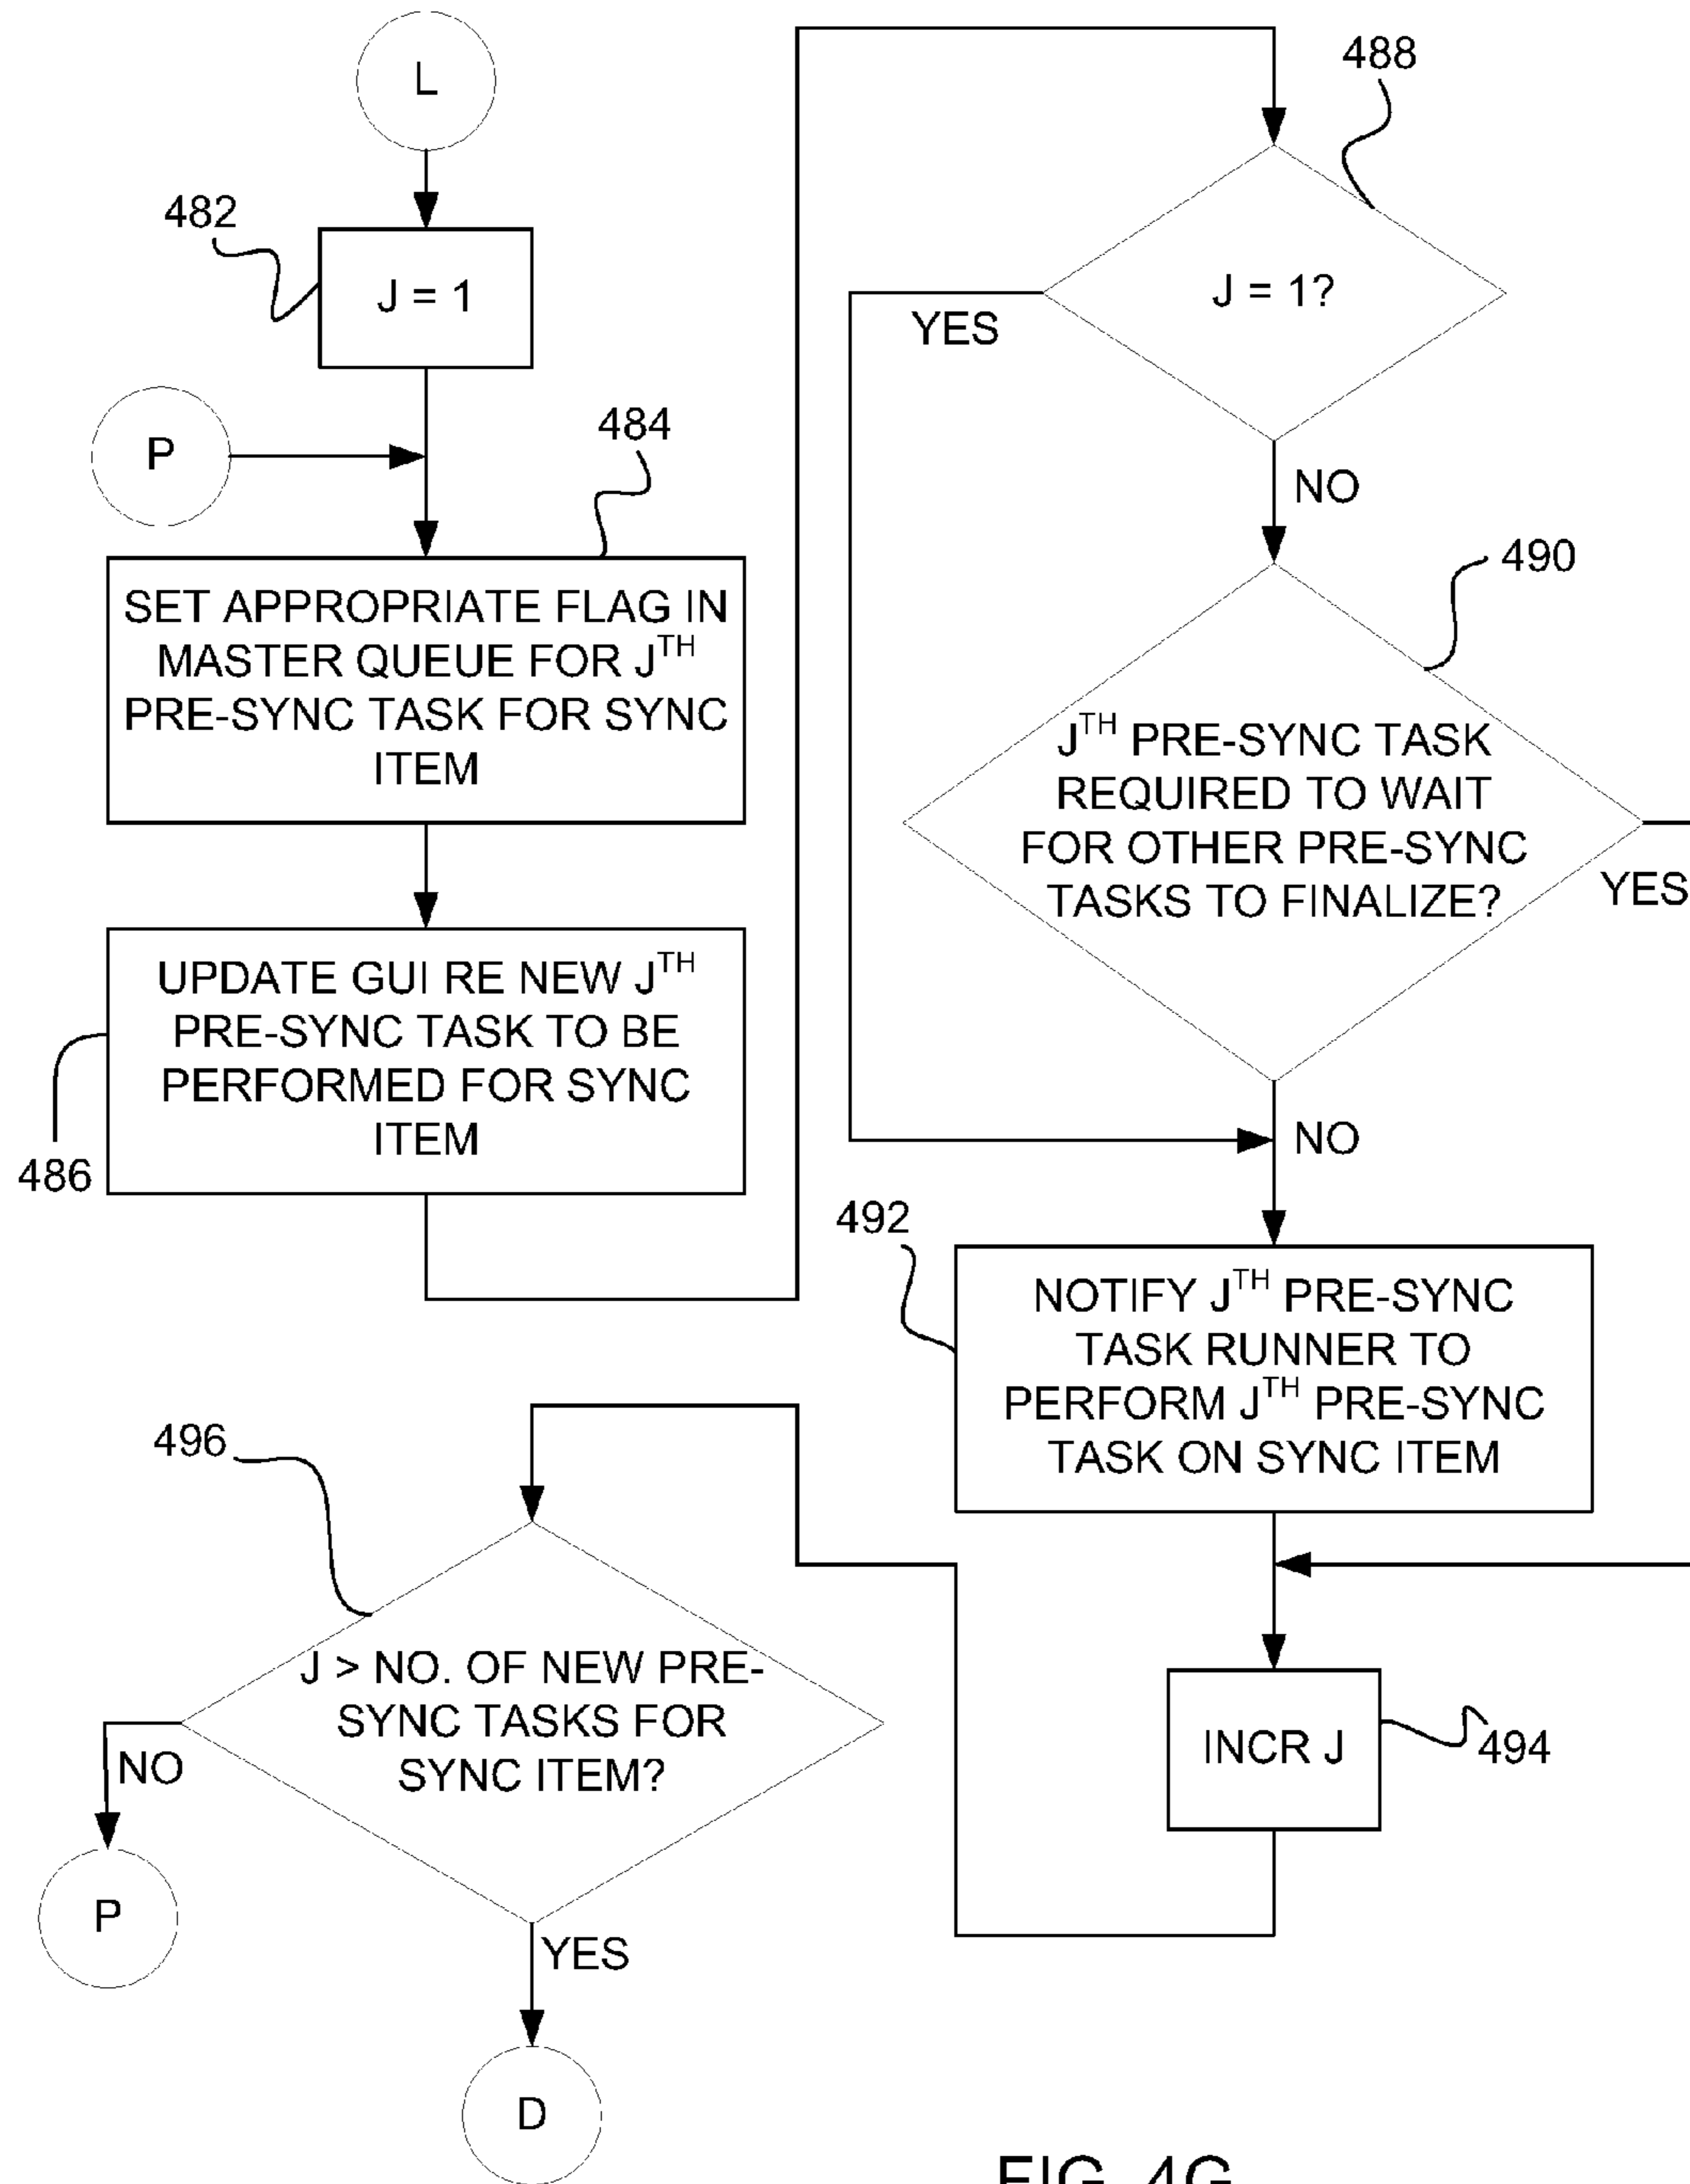 L
482
J = 1
P
484
SET APPROPRIATE FLAG IN
MASTER QUEUE FOR JTH
PRE-SYNC TASK FOR SYNC
ITEM
UPDATE GUI RE NEW JTH
PRE-SYNC TASK TO BE
PERFORMED FOR SYNC
ITEM
486
488
J = 1?
YES
NO
490
JTH PRE-SYNC TASK
REQUIRED TO WAIT
FOR OTHER PRE-SYNC
TASKS TO FINALIZE?
YES
NO
492
NOTIFY JTH PRE-SYNC
TASK RUNNER TO
PERFORM JTH PRE-SYNC
TASK ON SYNC ITEM
INCR J
494
496
J > NO. OF NEW PRE-
SYNC TASKS FOR
SYNC ITEM?
NO
P
YES
D
FIG. 4G